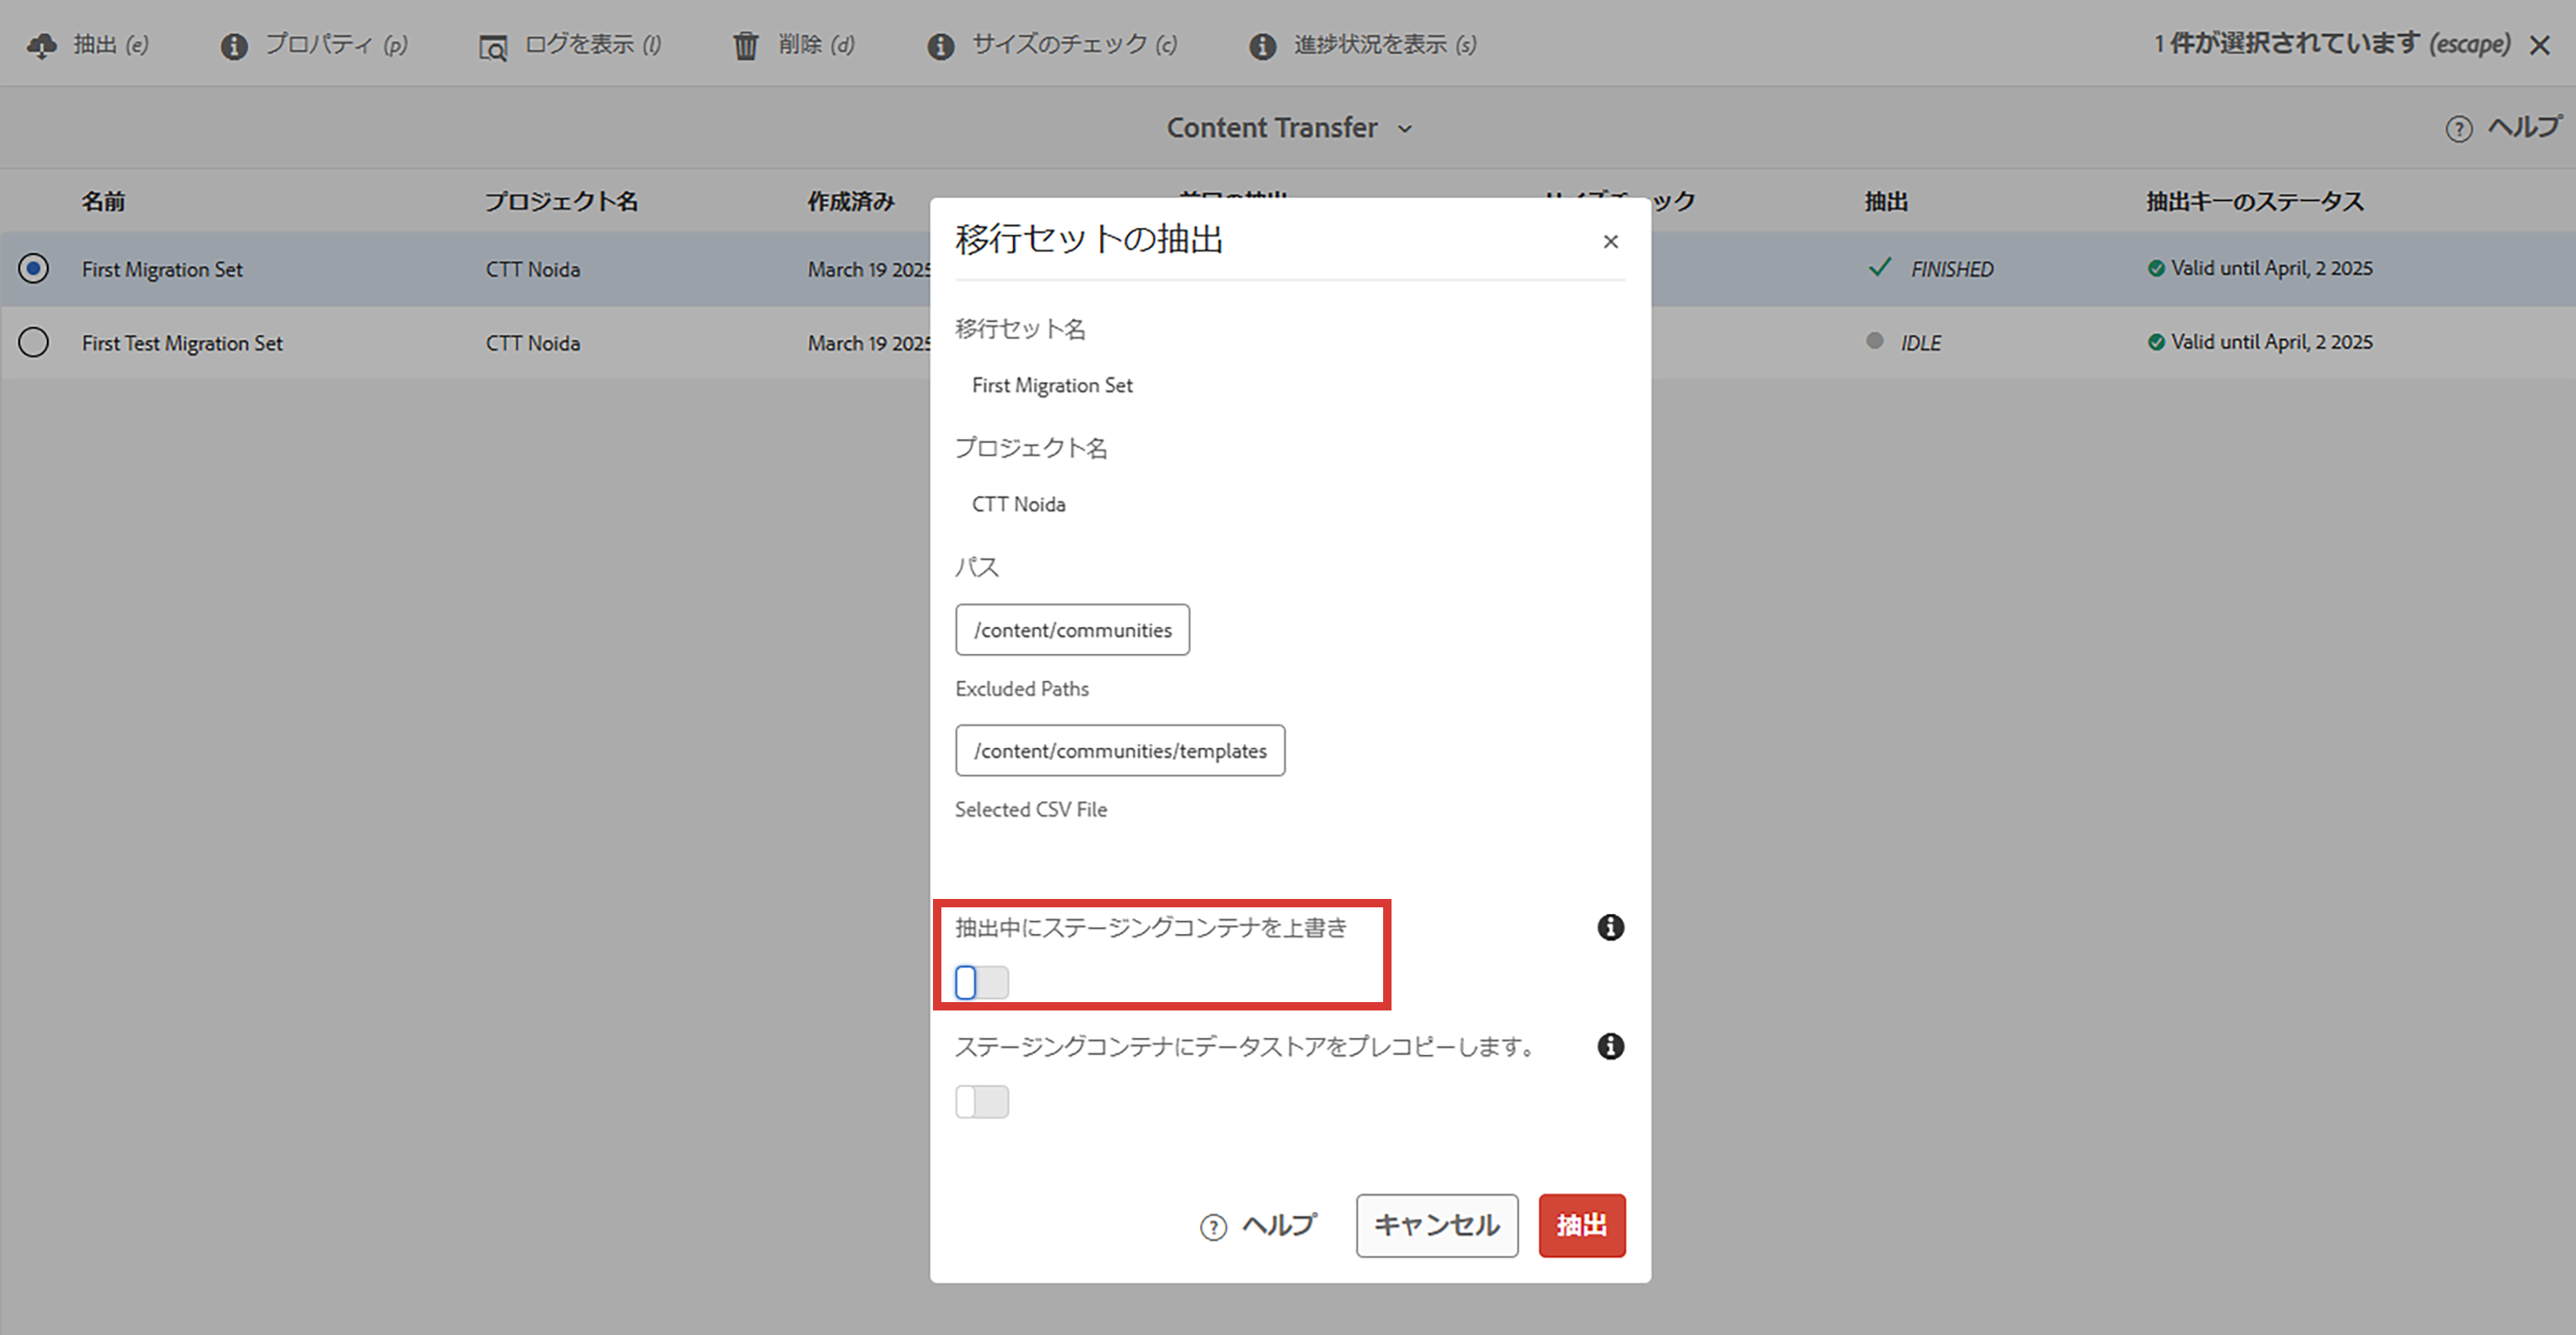 抽出 (e) プロパティ (p) ログを表示 (l) 削除 (d) サイズのチェック (c) 進捗状況を表示 (s) 1 件が選択されています (escape)
Content Transfer ヘルプ
名前 プロジェクト名 作成済み ック 抽出 抽出キーのステータス
First Migration Set CTT Noida March 19 2025 FINISHED Valid until April, 2 2025
First Test Migration Set CTT Noida March 19 2025 IDLE Valid until April, 2 2025
移行セットの抽出
移行セット名
First Migration Set
プロジェクト名
CTT Noida
パス
/content/communities
Excluded Paths
/content/communities/templates
Selected CSV File
抽出中にステージングコンテナを上書き
ステージングコンテナにデータストアをプレコピーします。
ヘルプ キャンセル 抽出